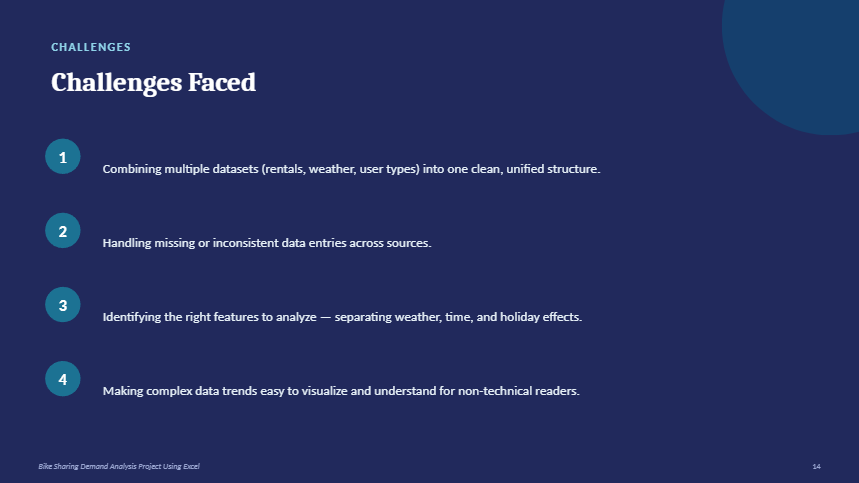 CHALLENGES
Challenges Faced
1
Combining multiple datasets (rentals, weather, user types) into one clean, unified structure.
2
Handling missing or inconsistent data entries across sources.
3
Identifying the right features to analyze — separating weather, time, and holiday effects.
4
Making complex data trends easy to visualize and understand for non-technical readers.
Bike Sharing Demand Analysis Project Using Excel
14